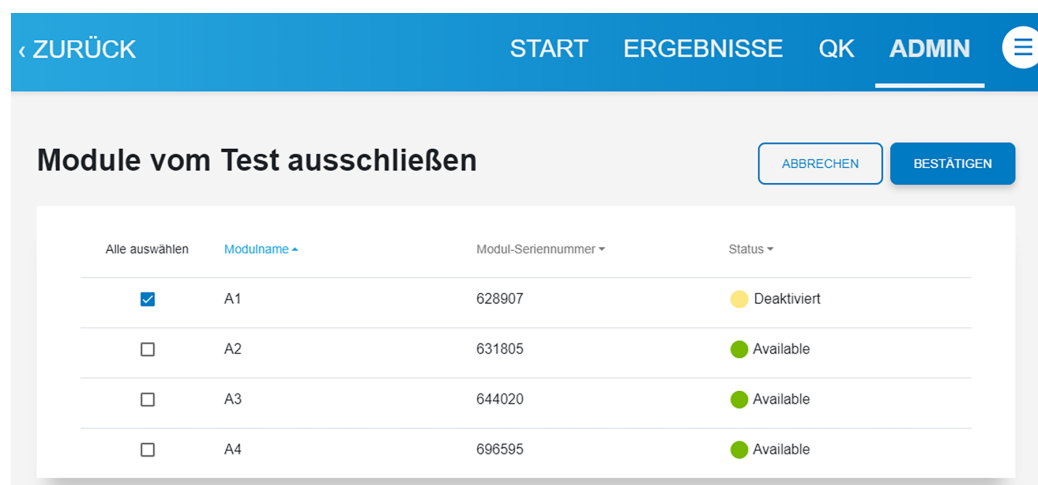 ‹ ZURÜCK START ERGEBNISSE QK ADMIN
Module vom Test ausschließen ABBRECHEN BESTÄTIGEN
Alle auswählen Modulname Modul-Seriennummer Status
A1 628907 Deaktiviert
A2 631805 Available
A3 644020 Available
A4 696595 Available